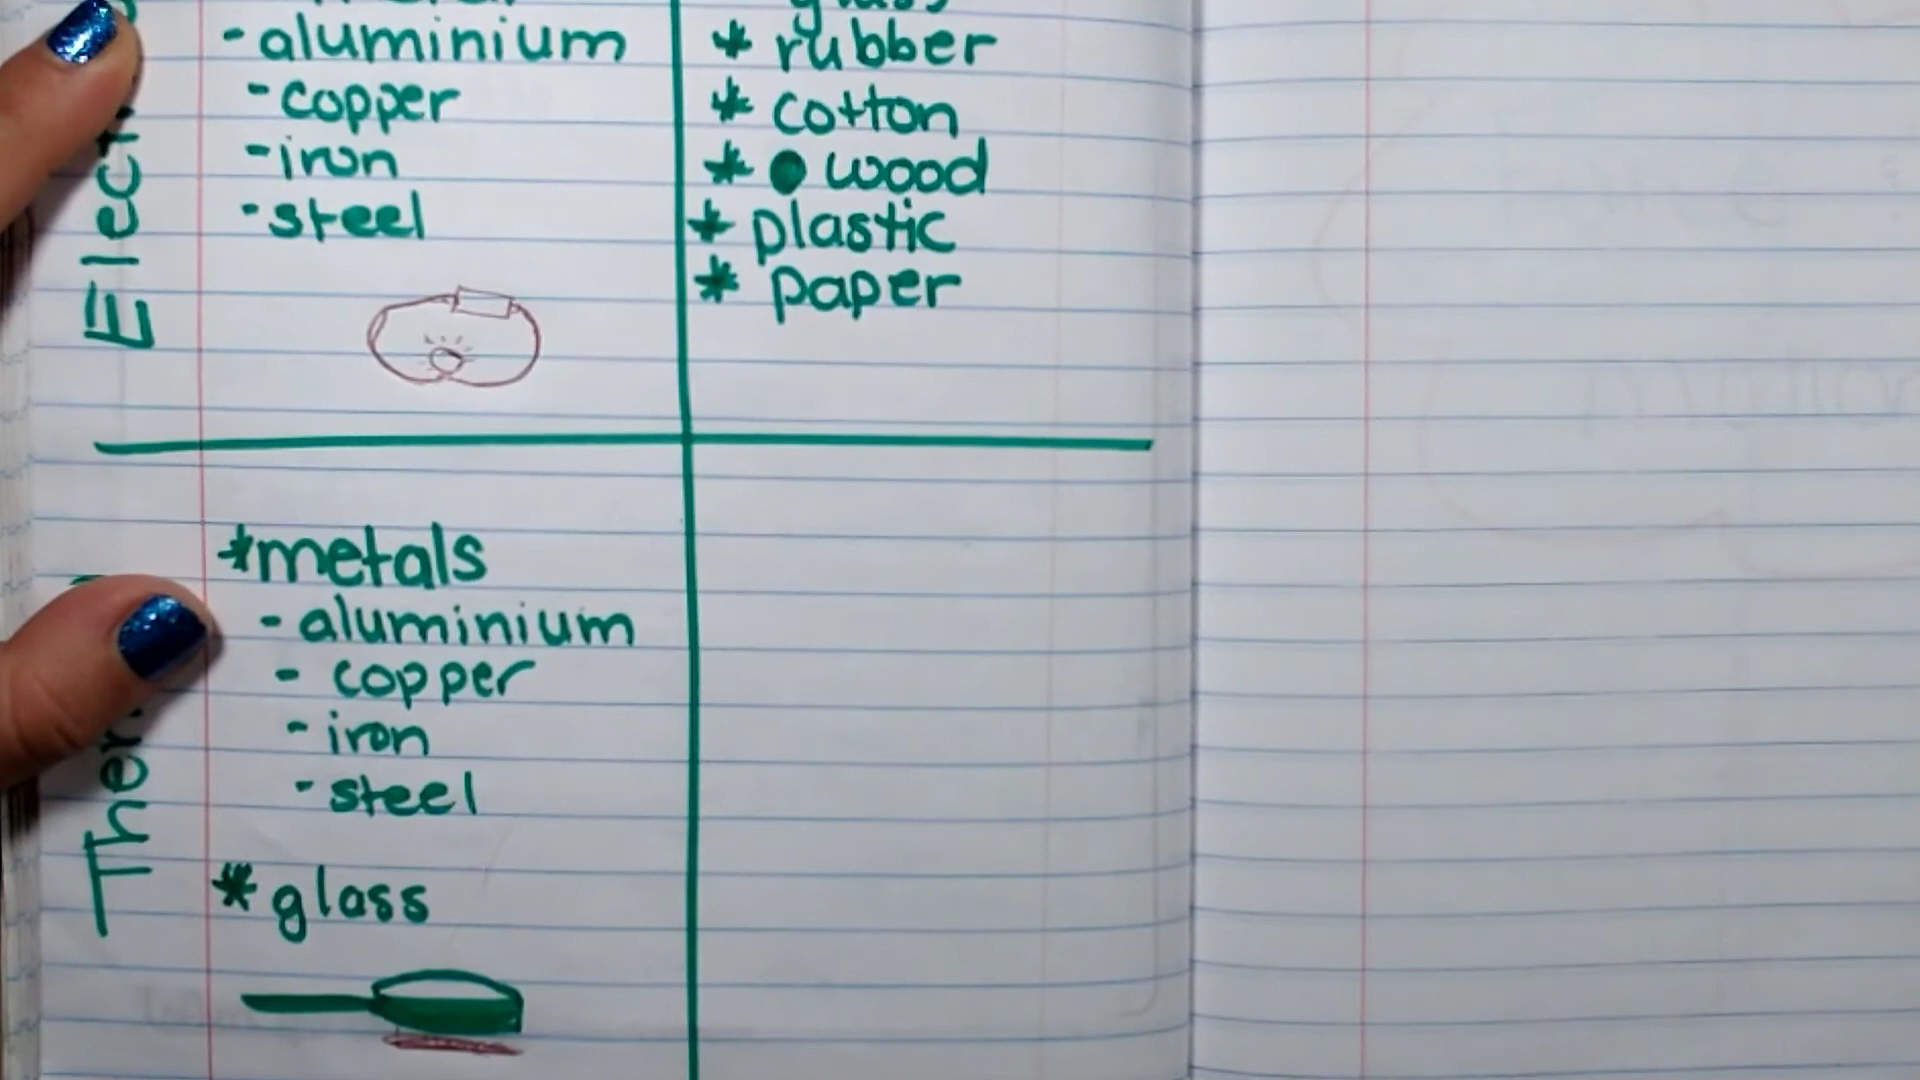 - aluminium
- copper
- iron
- steel
* rubber
* cotton
* wood
* plastic
* paper
* metals
- aluminium
- copper
- iron
- steel
* glass